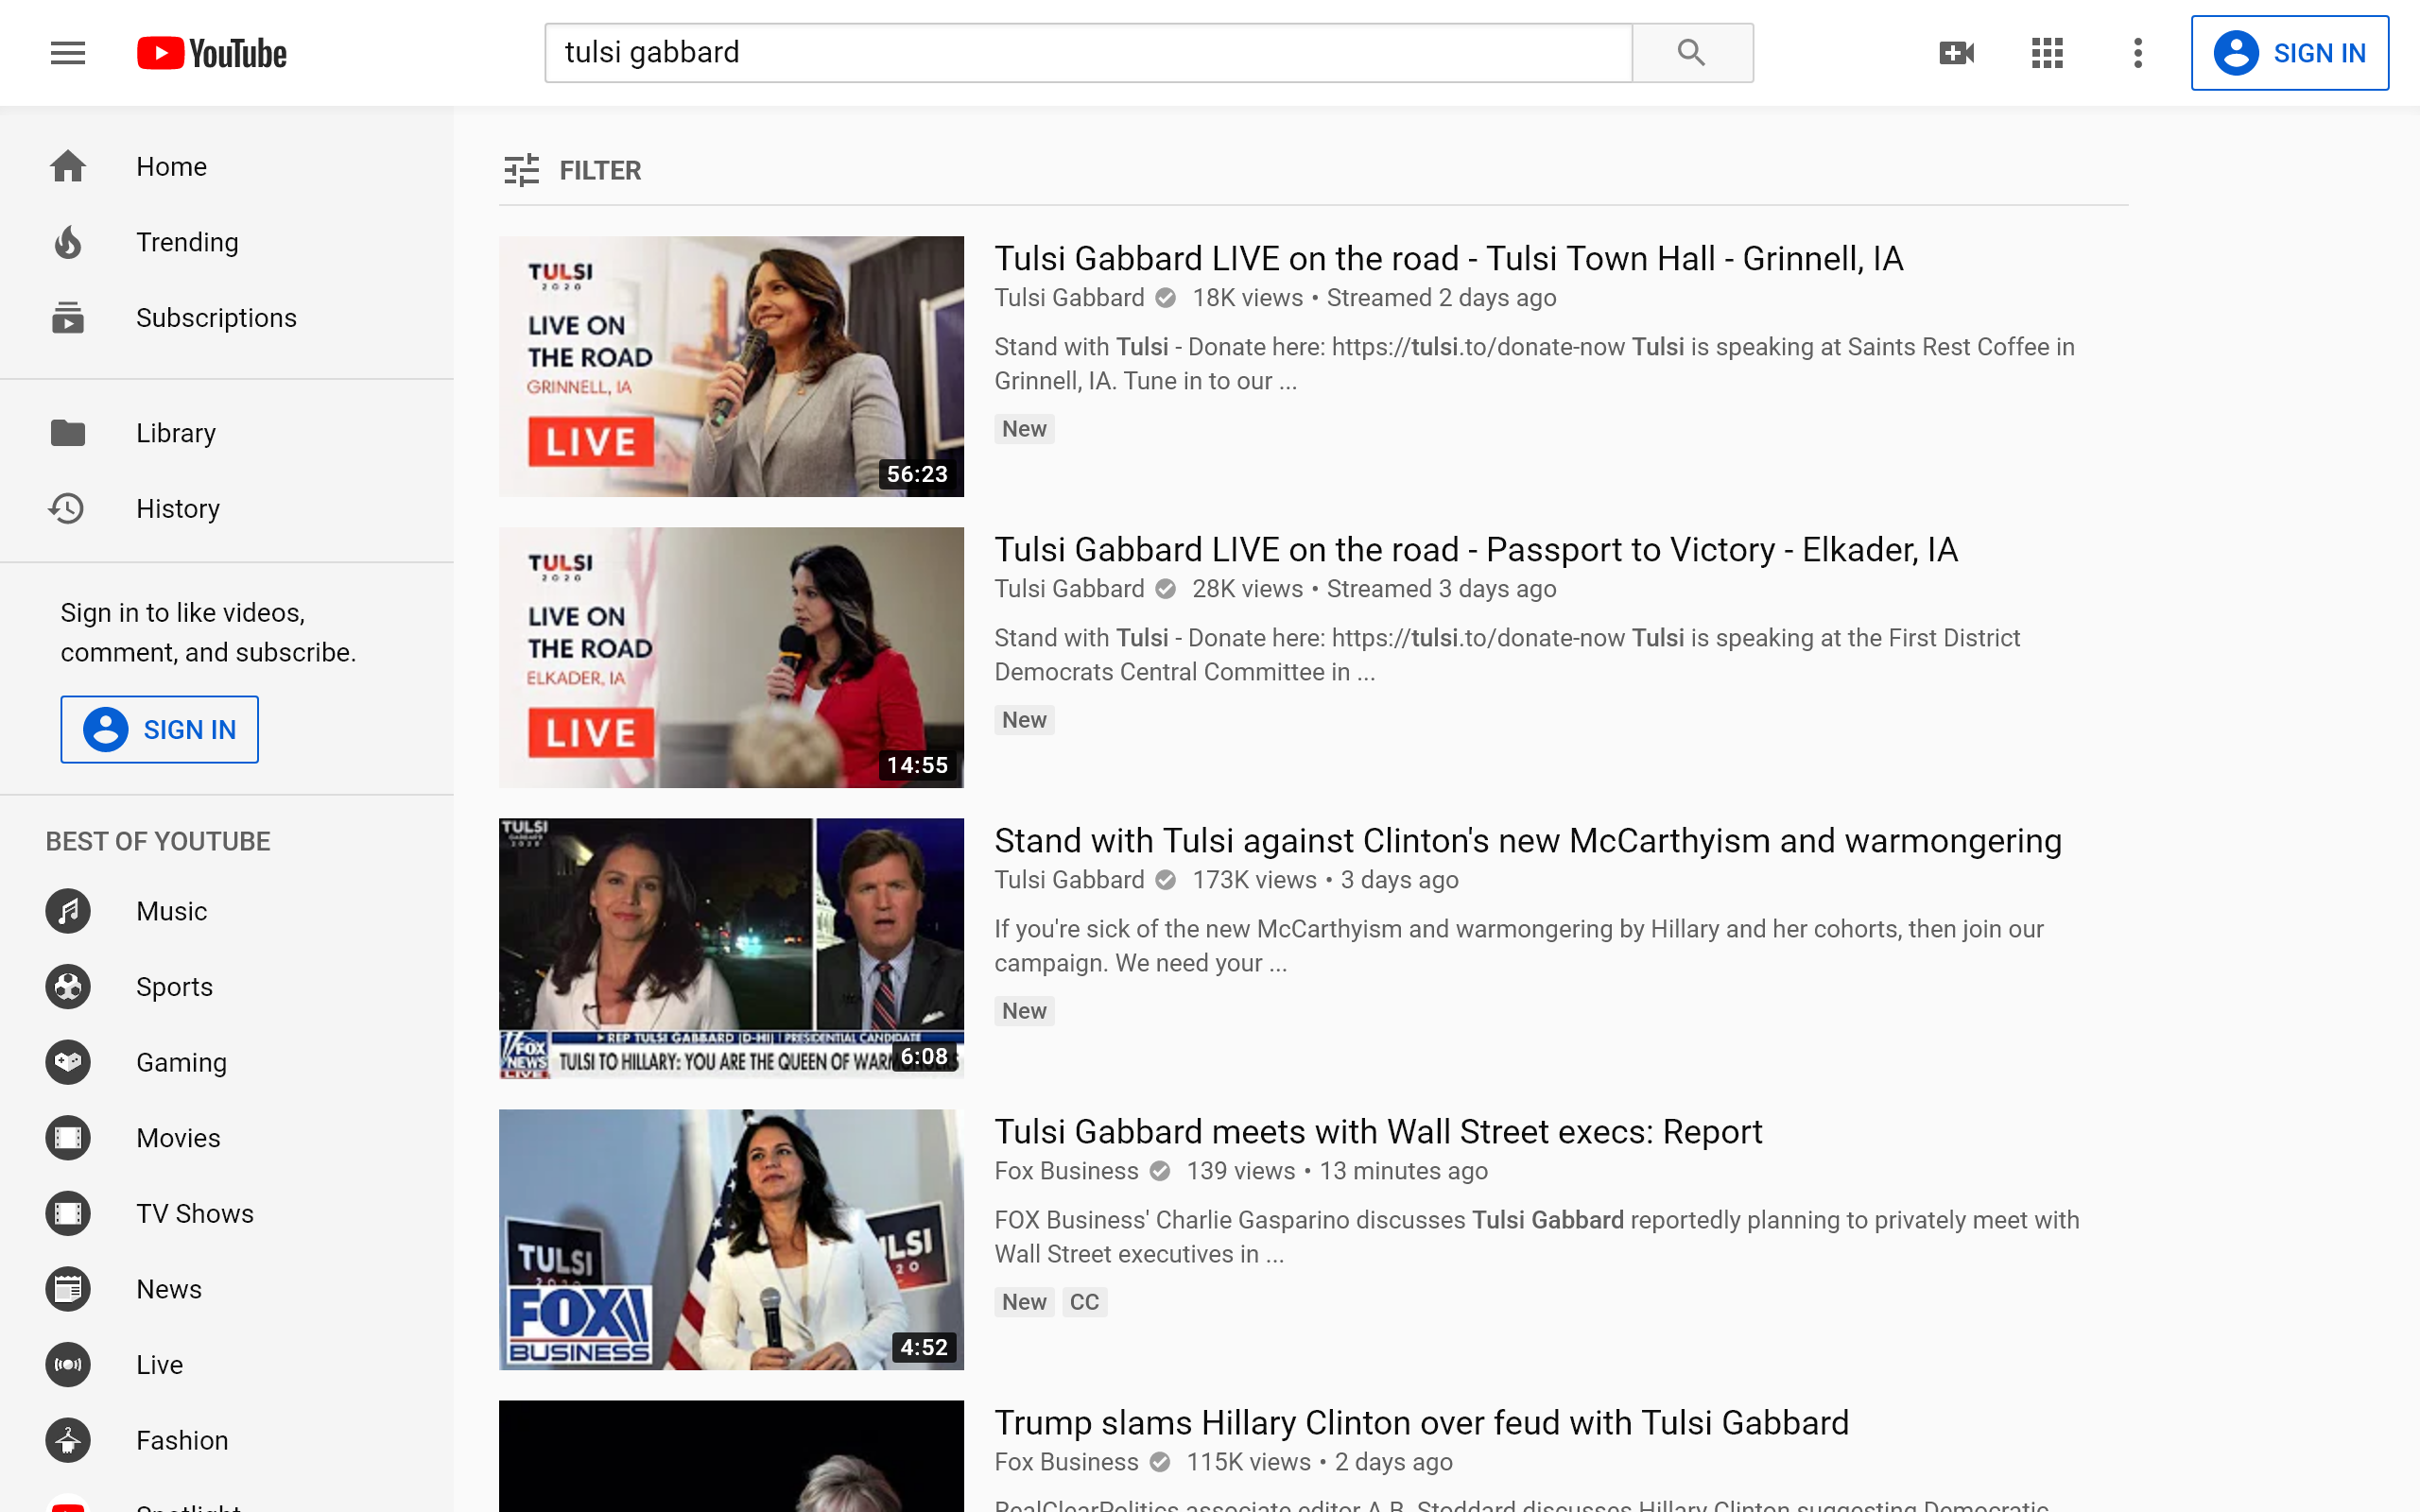 YouTube
tulsi gabbard
SIGN IN
Home
Trending
Subscriptions
Library
History
Sign in to like videos,
comment, and subscribe.
SIGN IN
BEST OF YOUTUBE
Music
Sports
Gaming
Movies
TV Shows
News
Live
Fashion
Spotlight
FILTER
TULSI
2020
LIVE ON
THE ROAD
GRINNELL, IA
LIVE
56:23
Tulsi Gabbard LIVE on the road - Tulsi Town Hall - Grinnell, IA
Tulsi Gabbard 18K views • Streamed 2 days ago
Stand with Tulsi - Donate here: https://tulsi.to/donate-now Tulsi is speaking at Saints Rest Coffee in
Grinnell, IA. Tune in to our ...
New
TULSI
2020
LIVE ON
THE ROAD
ELKADER, IA
LIVE
14:55
Tulsi Gabbard LIVE on the road - Passport to Victory - Elkader, IA
Tulsi Gabbard 28K views • Streamed 3 days ago
Stand with Tulsi - Donate here: https://tulsi.to/donate-now Tulsi is speaking at the First District
Democrats Central Committee in ...
New
TULSI
2020
REP TULSI GABBARD (D-HI) | PRESIDENTIAL CANDIDATE
FOX
NEWS
LIVE
TULSI TO HILLARY: YOU ARE THE QUEEN OF WARMONGERS
6:08
Stand with Tulsi against Clinton's new McCarthyism and warmongering
Tulsi Gabbard 173K views • 3 days ago
If you're sick of the new McCarthyism and warmongering by Hillary and her cohorts, then join our
campaign. We need your ...
New
TULSI
2020
ULSI
20
FOX
BUSINESS
4:52
Tulsi Gabbard meets with Wall Street execs: Report
Fox Business 139 views • 13 minutes ago
FOX Business' Charlie Gasparino discusses Tulsi Gabbard reportedly planning to privately meet with
Wall Street executives in ...
New CC
Trump slams Hillary Clinton over feud with Tulsi Gabbard
Fox Business 115K views • 2 days ago
RealClearPolitics associate editor A.B. Stoddard discusses Hillary Clinton suggesting Democratic